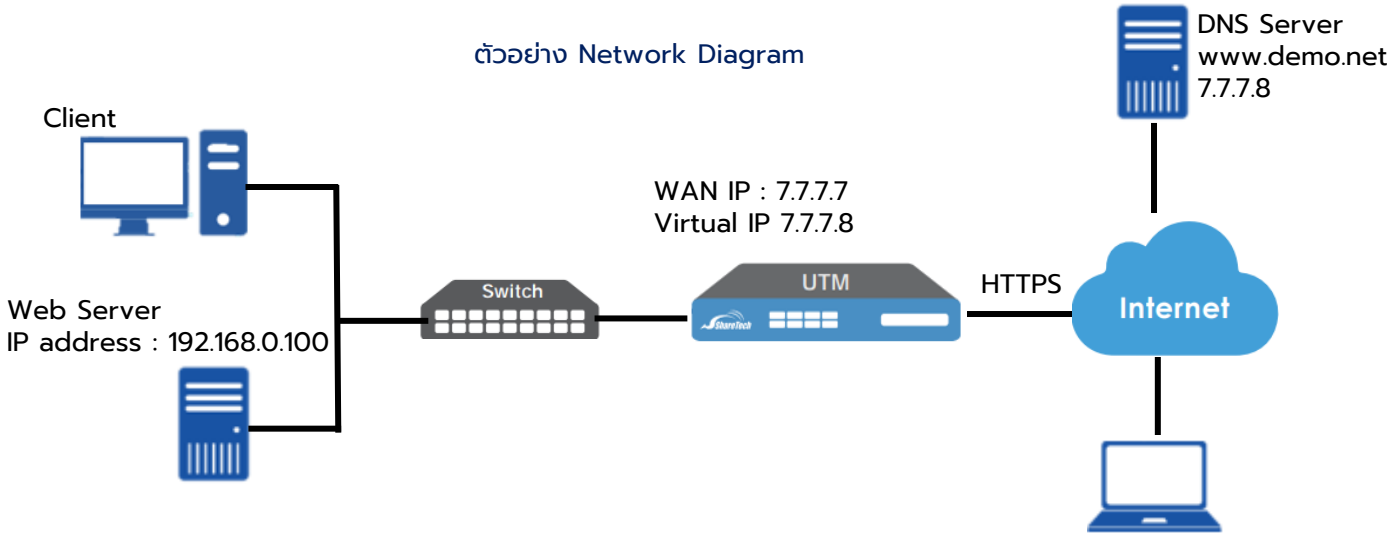 ตัวอย่าง Network Diagram
DNS Server
www.demo.net
7.7.7.8
Client
WAN IP : 7.7.7.7
Virtual IP 7.7.7.8
Switch
UTM
ShareTech
HTTPS
Internet
Web Server
IP address : 192.168.0.100